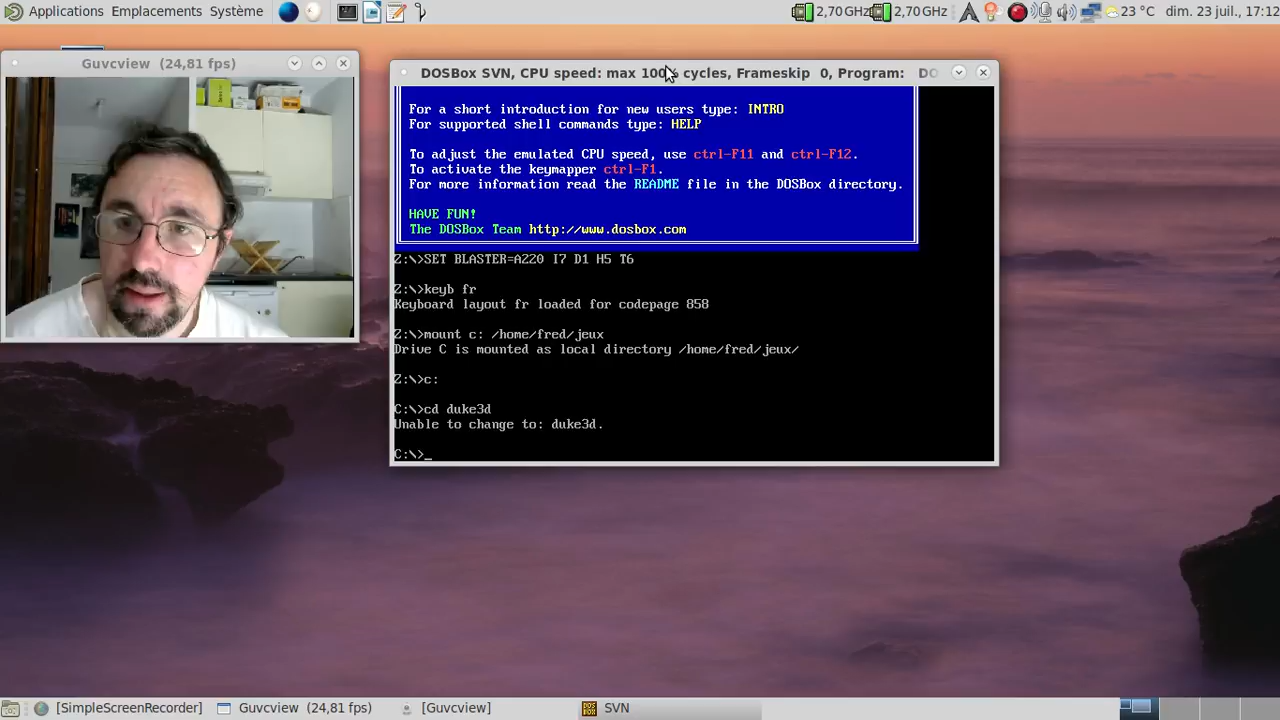 Applications Emplacements Système
2,70 GHz 2,70 GHz 23 °C dim. 23 juil., 17:12
Guvcview (24,81 fps)
DOSBox SVN, CPU speed: max 100% cycles, Frameskip 0, Program: DO
For a short introduction for new users type: INTRO
For supported shell commands type: HELP
To adjust the emulated CPU speed, use ctrl-F11 and ctrl-F12.
To activate the keymapper ctrl-F1.
For more information read the README file in the DOSBox directory.
HAVE FUN!
The DOSBox Team http://www.dosbox.com
Z:\>SET BLASTER=A220 I7 D1 H5 T6
Z:\>keyb fr
Keyboard layout fr loaded for codepage 858
Z:\>mount c: /home/fred/jeux
Drive C is mounted as local directory /home/fred/jeux/
Z:\>c:
C:\>cd duke3d
Unable to change to: duke3d.
C:\>_
[SimpleScreenRecorder] Guvcview (24,81 fps) [Guvcview] DOS BOX SVN